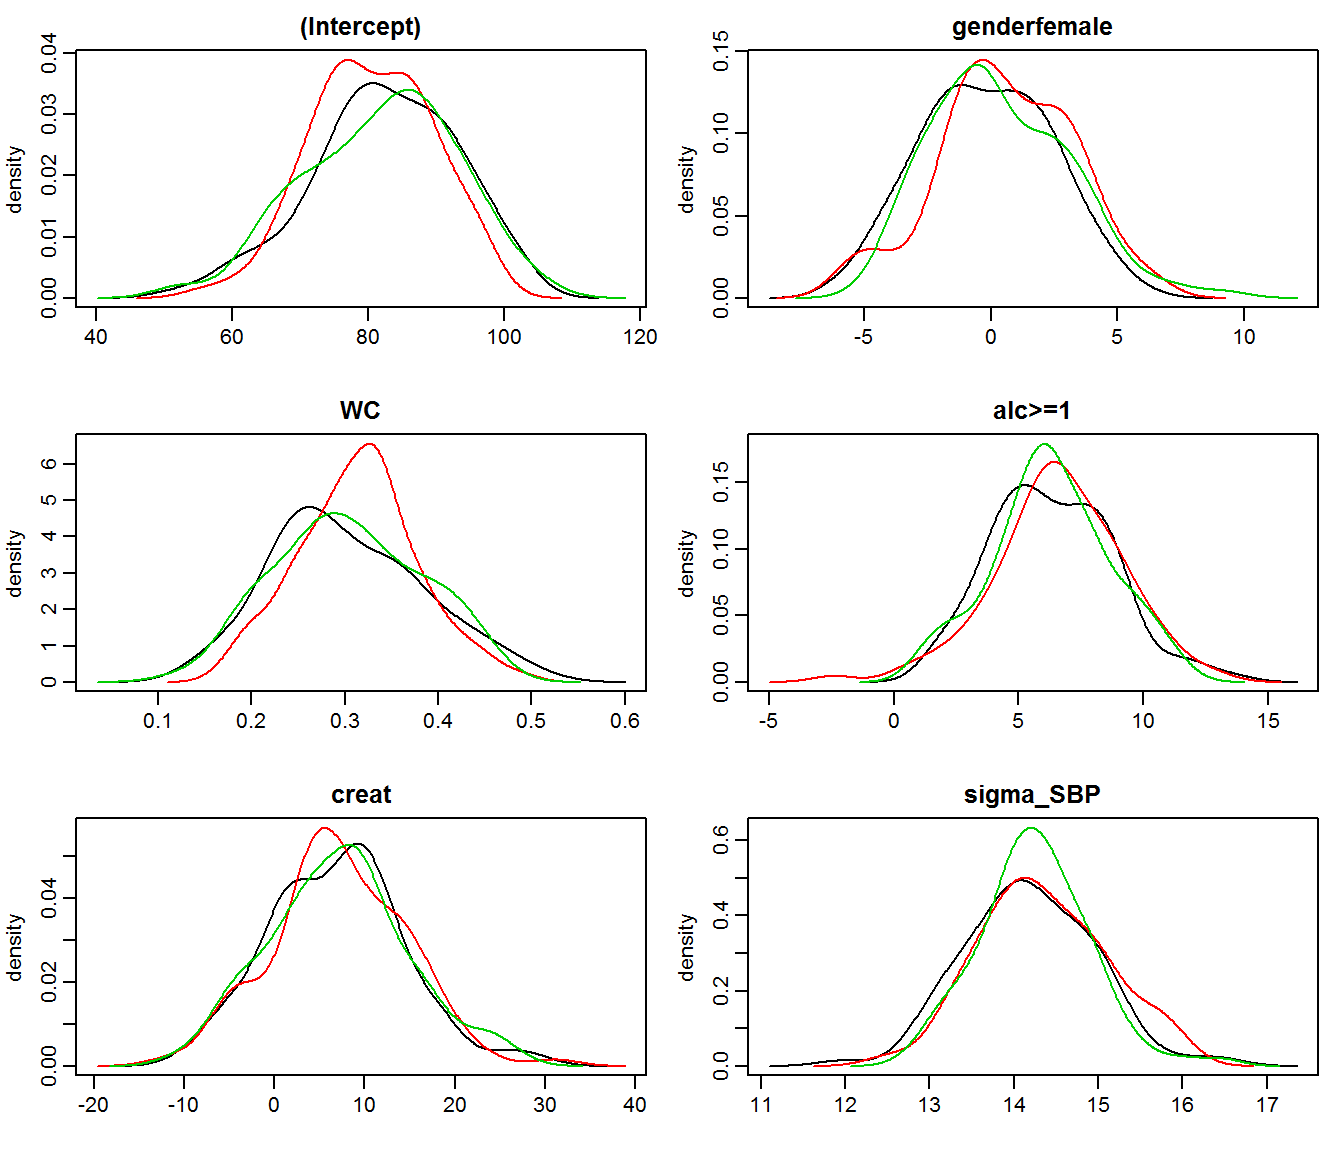 (Intercept)
density
0.00 0.01 0.02 0.03 0.04
40 60 80 100 120
genderfemale
density
0.00 0.05 0.10 0.15
-5 0 5 10
WC
density
0 1 2 3 4 5 6
0.1 0.2 0.3 0.4 0.5 0.6
alc>=1
density
0.00 0.05 0.10 0.15
-5 0 5 10 15
creat
density
0.00 0.02 0.04
-20 -10 0 10 20 30 40
sigma_SBP
density
0.0 0.2 0.4 0.6
11 12 13 14 15 16 17